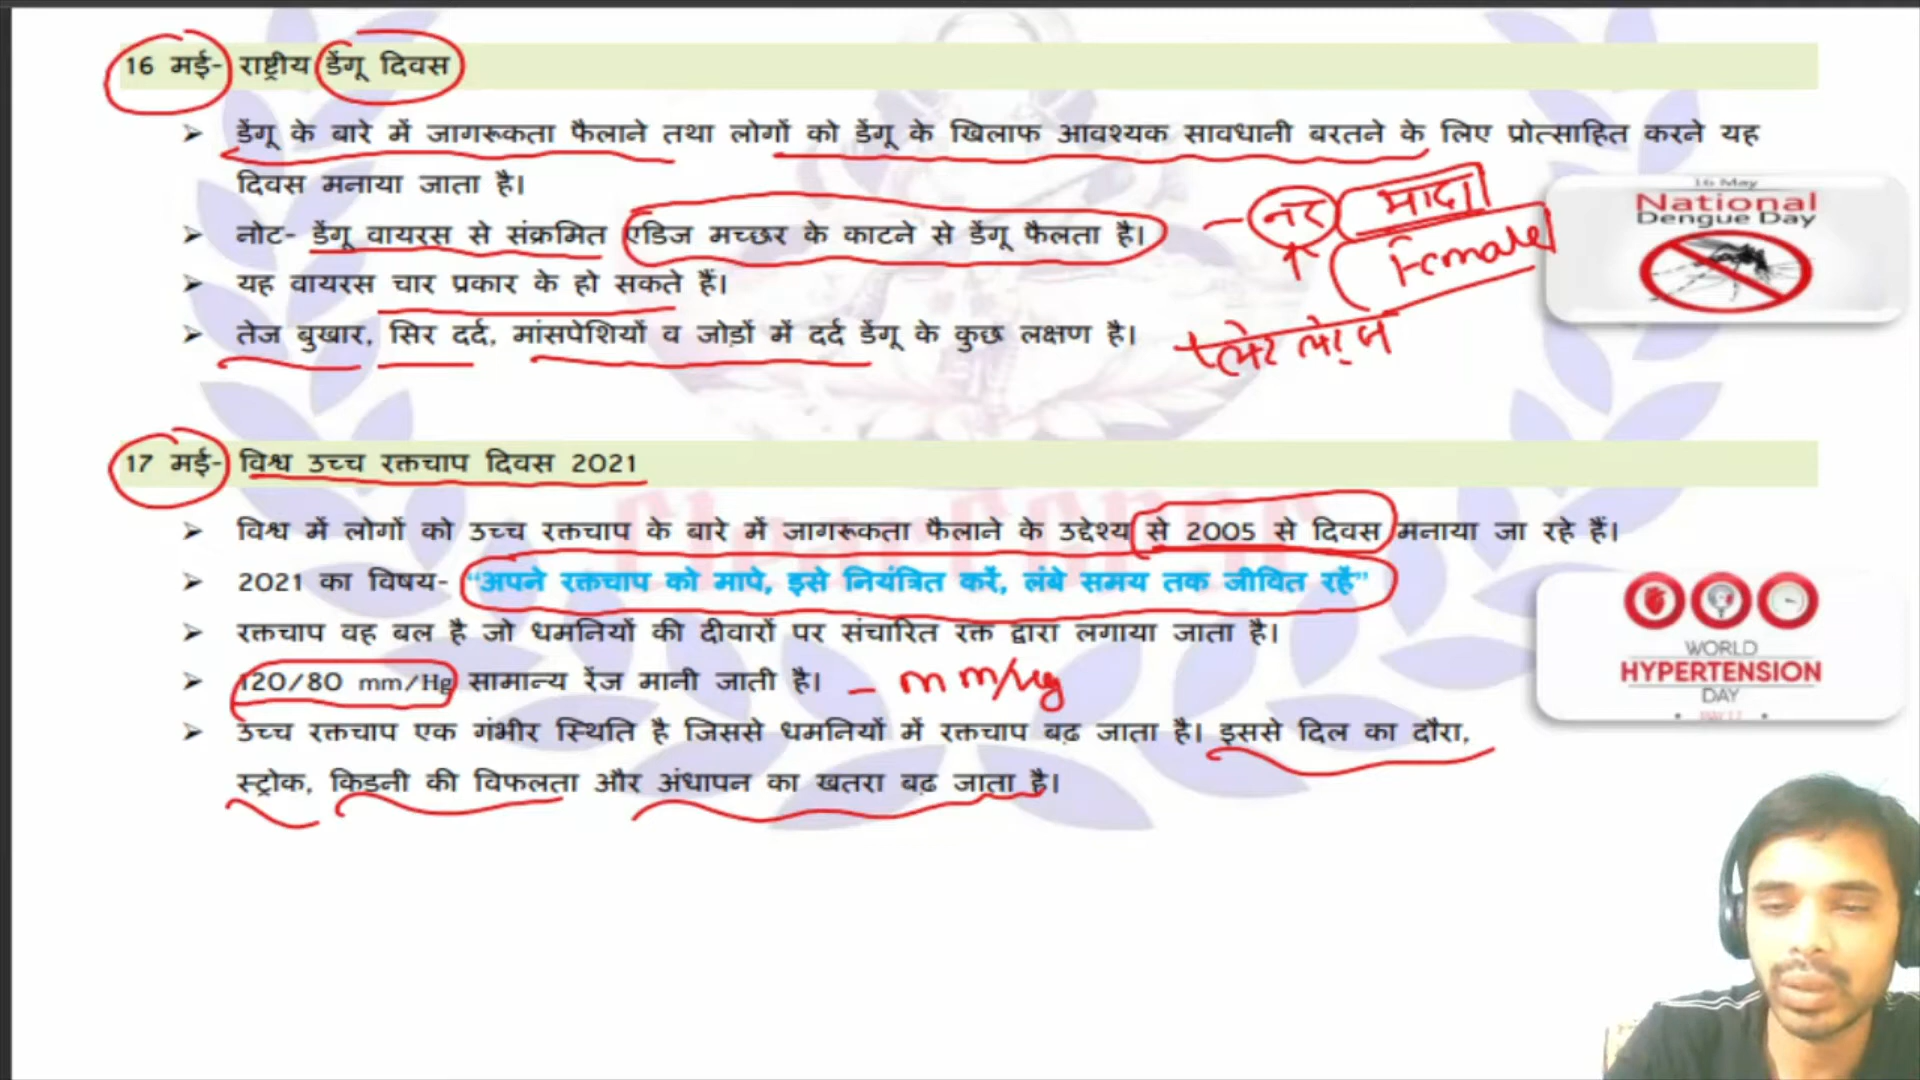 16 मई- राष्ट्रीय डेंगू दिवस
➢ डेंगू के बारे में जागरूकता फैलाने तथा लोगों को डेंगू के खिलाफ आवश्यक सावधानी बरतने के लिए प्रोत्साहित करने यह
दिवस मनाया जाता है।
➢ नोट- डेंगू वायरस से संक्रमित एडिज मच्छर के काटने से डेंगू फैलता है।
- नर मादा
Female
➢ यह वायरस चार प्रकार के हो सकते हैं।
➢ तेज बुखार, सिर दर्द, मांसपेशियों व जोड़ों में दर्द डेंगू के कुछ लक्षण है।
16 May
National
Dengue Day
17 मई- विश्व उच्च रक्तचाप दिवस 2021
➢ विश्व में लोगों को उच्च रक्तचाप के बारे में जागरूकता फैलाने के उद्देश्य से 2005 से दिवस मनाया जा रहे हैं।
➢ 2021 का विषय- "अपने रक्तचाप को मापे, इसे नियंत्रित करें, लंबे समय तक जीवित रहें"
➢ रक्तचाप वह बल है जो धमनियों की दीवारों पर संचारित रक्त द्वारा लगाया जाता है।
➢ 120/80 mm/Hg सामान्य रेंज मानी जाती है। - mm/Hg
➢ उच्च रक्तचाप एक गंभीर स्थिति है जिससे धमनियों में रक्तचाप बढ़ जाता है। इससे दिल का दौरा,
स्ट्रोक, किडनी की विफलता और अंधापन का खतरा बढ़ जाता है।
WORLD
HYPERTENSION
DAY